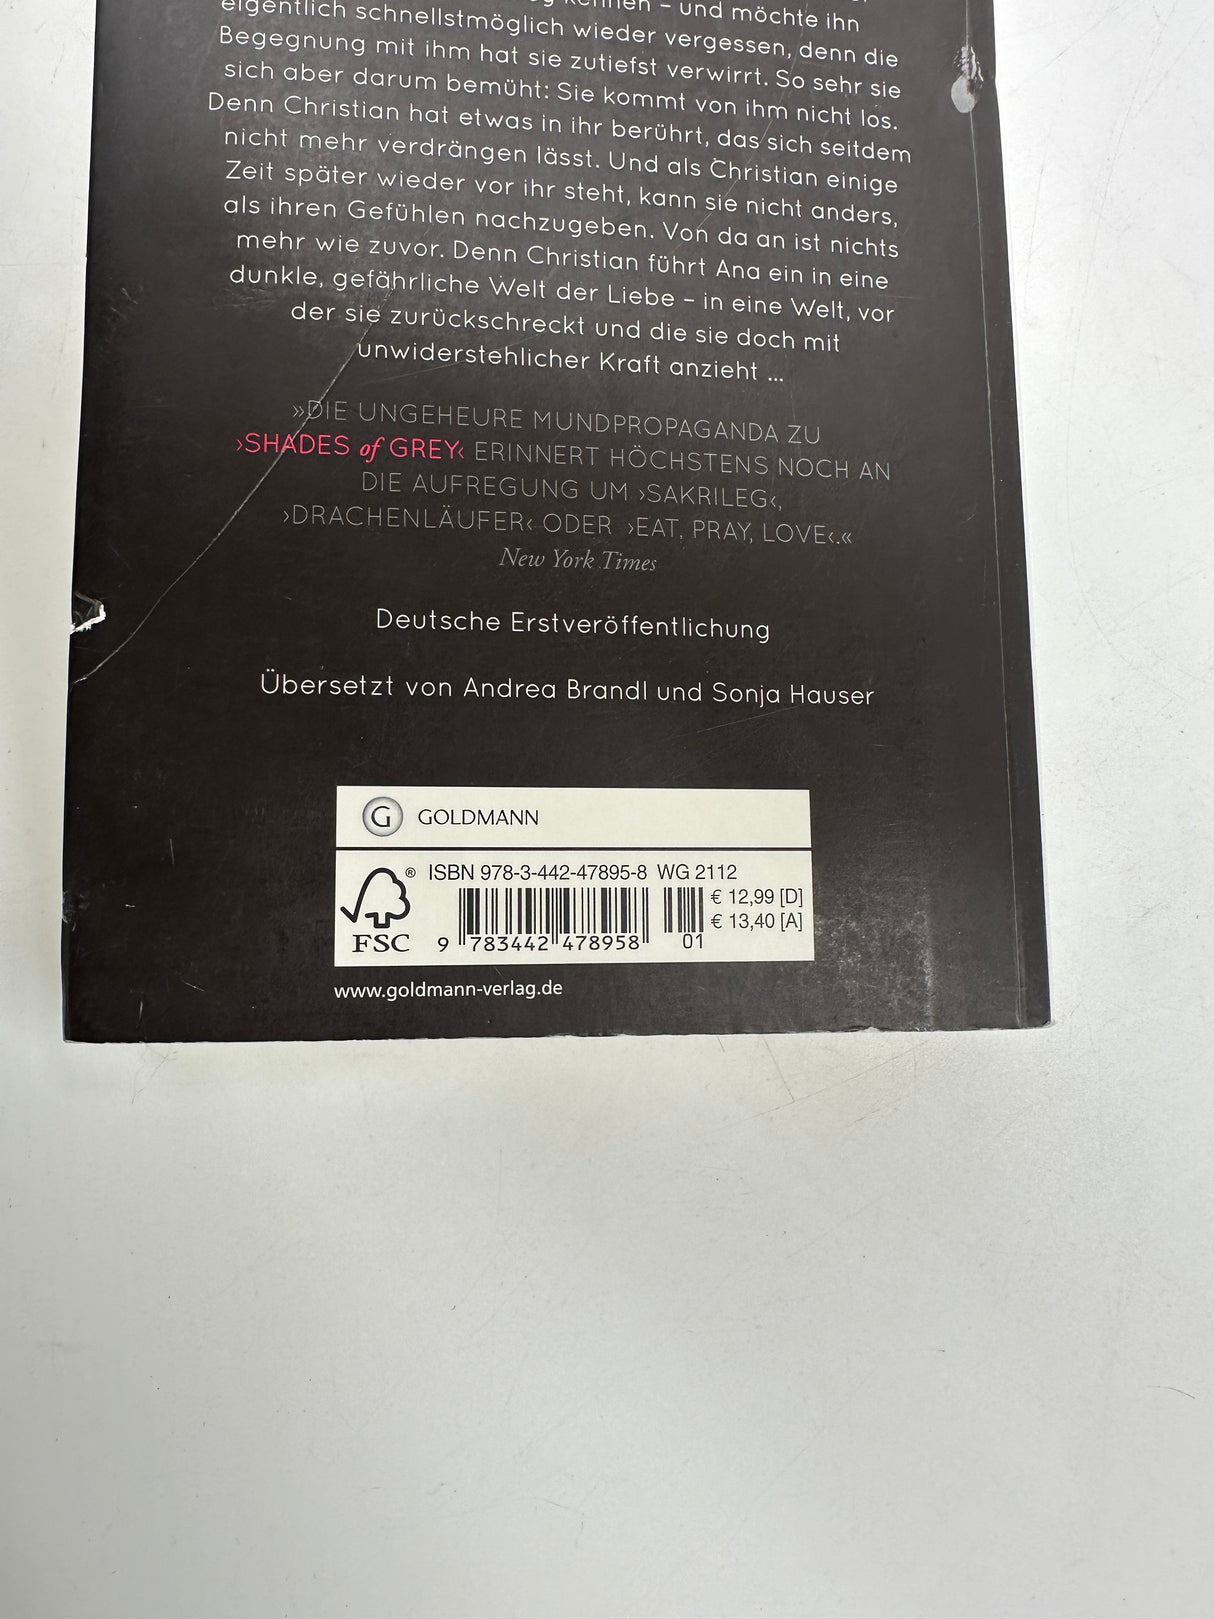 kennen – und möchte ihn
eigentlich schnellstmöglich wieder vergessen, denn die
Begegnung mit ihm hat sie zutiefst verwirrt. So sehr sie
sich aber darum bemüht: Sie kommt von ihm nicht los.
Denn Christian hat etwas in ihr berührt, das sich seitdem
nicht mehr verdrängen lässt. Und als Christian einige
Zeit später wieder vor ihr steht, kann sie nicht anders,
als ihren Gefühlen nachzugeben. Von da an ist nichts
mehr wie zuvor. Denn Christian führt Ana ein in eine
dunkle, gefährliche Welt der Liebe – in eine Welt, vor
der sie zurückschreckt und die sie doch mit
unwiderstehlicher Kraft anzieht ...
»DIE UNGEHEURE MUNDPROPAGANDA ZU
›SHADES of GREY‹ ERINNERT HÖCHSTENS NOCH AN
DIE AUFREGUNG UM ›SAKRILEG‹,
›DRACHENLÄUFER‹ ODER ›EAT, PRAY, LOVE‹.«
New York Times
Deutsche Erstveröffentlichung
Übersetzt von Andrea Brandl und Sonja Hauser
G GOLDMANN
ISBN 978-3-442-47895-8 WG 2112
€ 12,99 [D]
€ 13,40 [A]
FSC® 9 783442 478958 01
www.goldmann-verlag.de